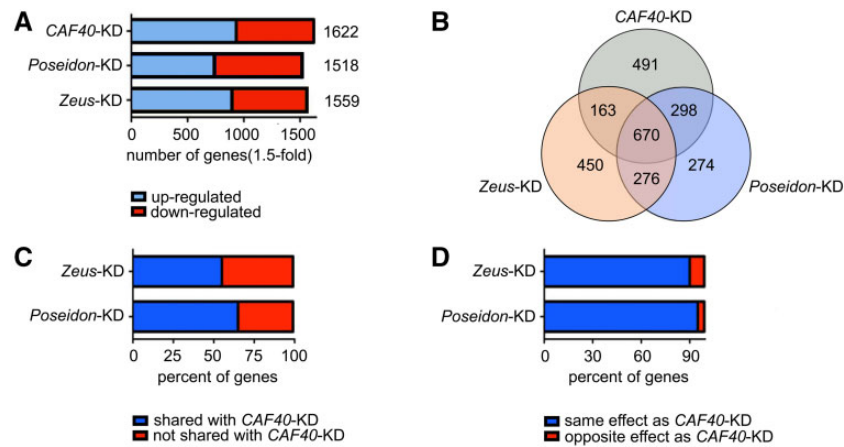 A
CAF40-KD 1622
Poseidon-KD 1518
Zeus-KD 1559
0 500 1000 1500
number of genes(1.5-fold)
up-regulated
down-regulated
B
CAF40-KD
491
163 298
670
450 276 274
Zeus-KD Poseidon-KD
C
Zeus-KD
Poseidon-KD
0 25 50 75 100
percent of genes
shared with CAF40-KD
not shared with CAF40-KD
D
Zeus-KD
Poseidon-KD
0 30 60 90
percent of genes
same effect as CAF40-KD
opposite effect as CAF40-KD